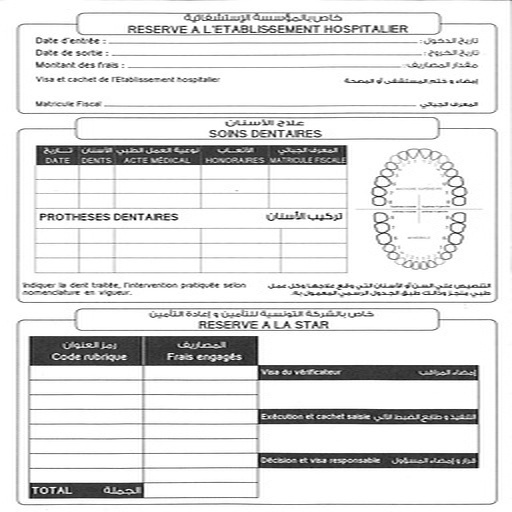 خاص بالمؤسسة الإستشفائية
RESERVE A L'ETABLISSEMENT HOSPITALIER
Date d'entrée : تاريخ الدخول :
Date de sortie : تاريخ الخروج :
Montant des frais : مقدار المصاريف :
Visa et cachet de l'Etablissement hospitalier إمضاء و ختم المستشفى أو المصحة
Matricule Fiscal المعرف الجبائي
علاج الأسنان
SOINS DENTAIRES
تاريخ الأسنان نوعية العمل الطبي الأتعاب المعرف الجبائي
DATE DENTS ACTE MÉDICAL HONORAIRES MATRICULE FISCALE
PROTHESES DENTAIRES تركيب الأسنان
Indiquer la dent traitée, l'intervention pratiquée selon
nomenclature en vigueur.
التنصيص على السن أو الأسنان التي وقع علاجها وكل عمل
طبي منجز وذالك طبق الجدول الرسمي المعمول به.
خاص بالشركة التونسية للتأمين و إعادة التأمين
RESERVE A LA STAR
رمز العنوان المصاريف
Code rubrique Frais engagés
Visa du vérificateur إمضاء المراقب
Exécution et cachet saisie التنفيذ و طابع الضبط الآلي
Décision et visa responsable قرار و إمضاء المسؤول
TOTAL الجملة